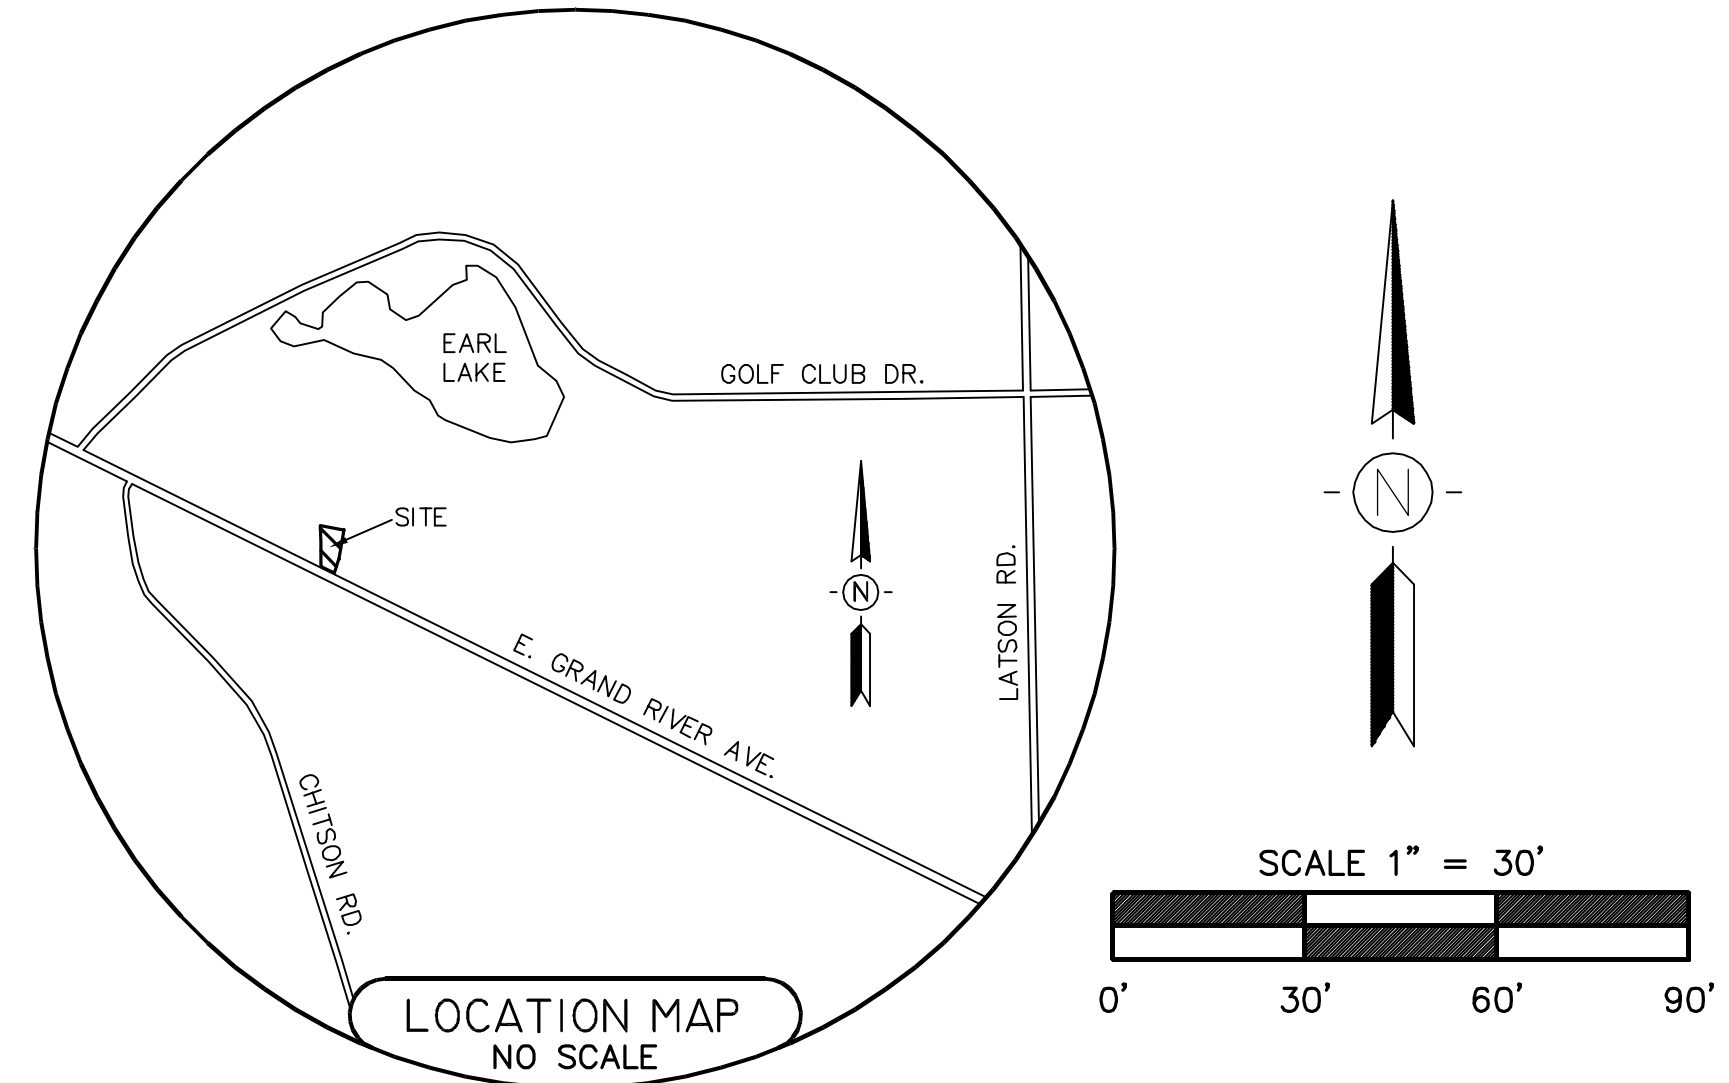 EARL
LAKE
GOLF CLUB DR.
SITE
N
LATSON RD.
E. GRAND RIVER AVE.
CHITSON RD.
LOCATION MAP
NO SCALE
N
SCALE 1" = 30'
0' 30' 60' 90'